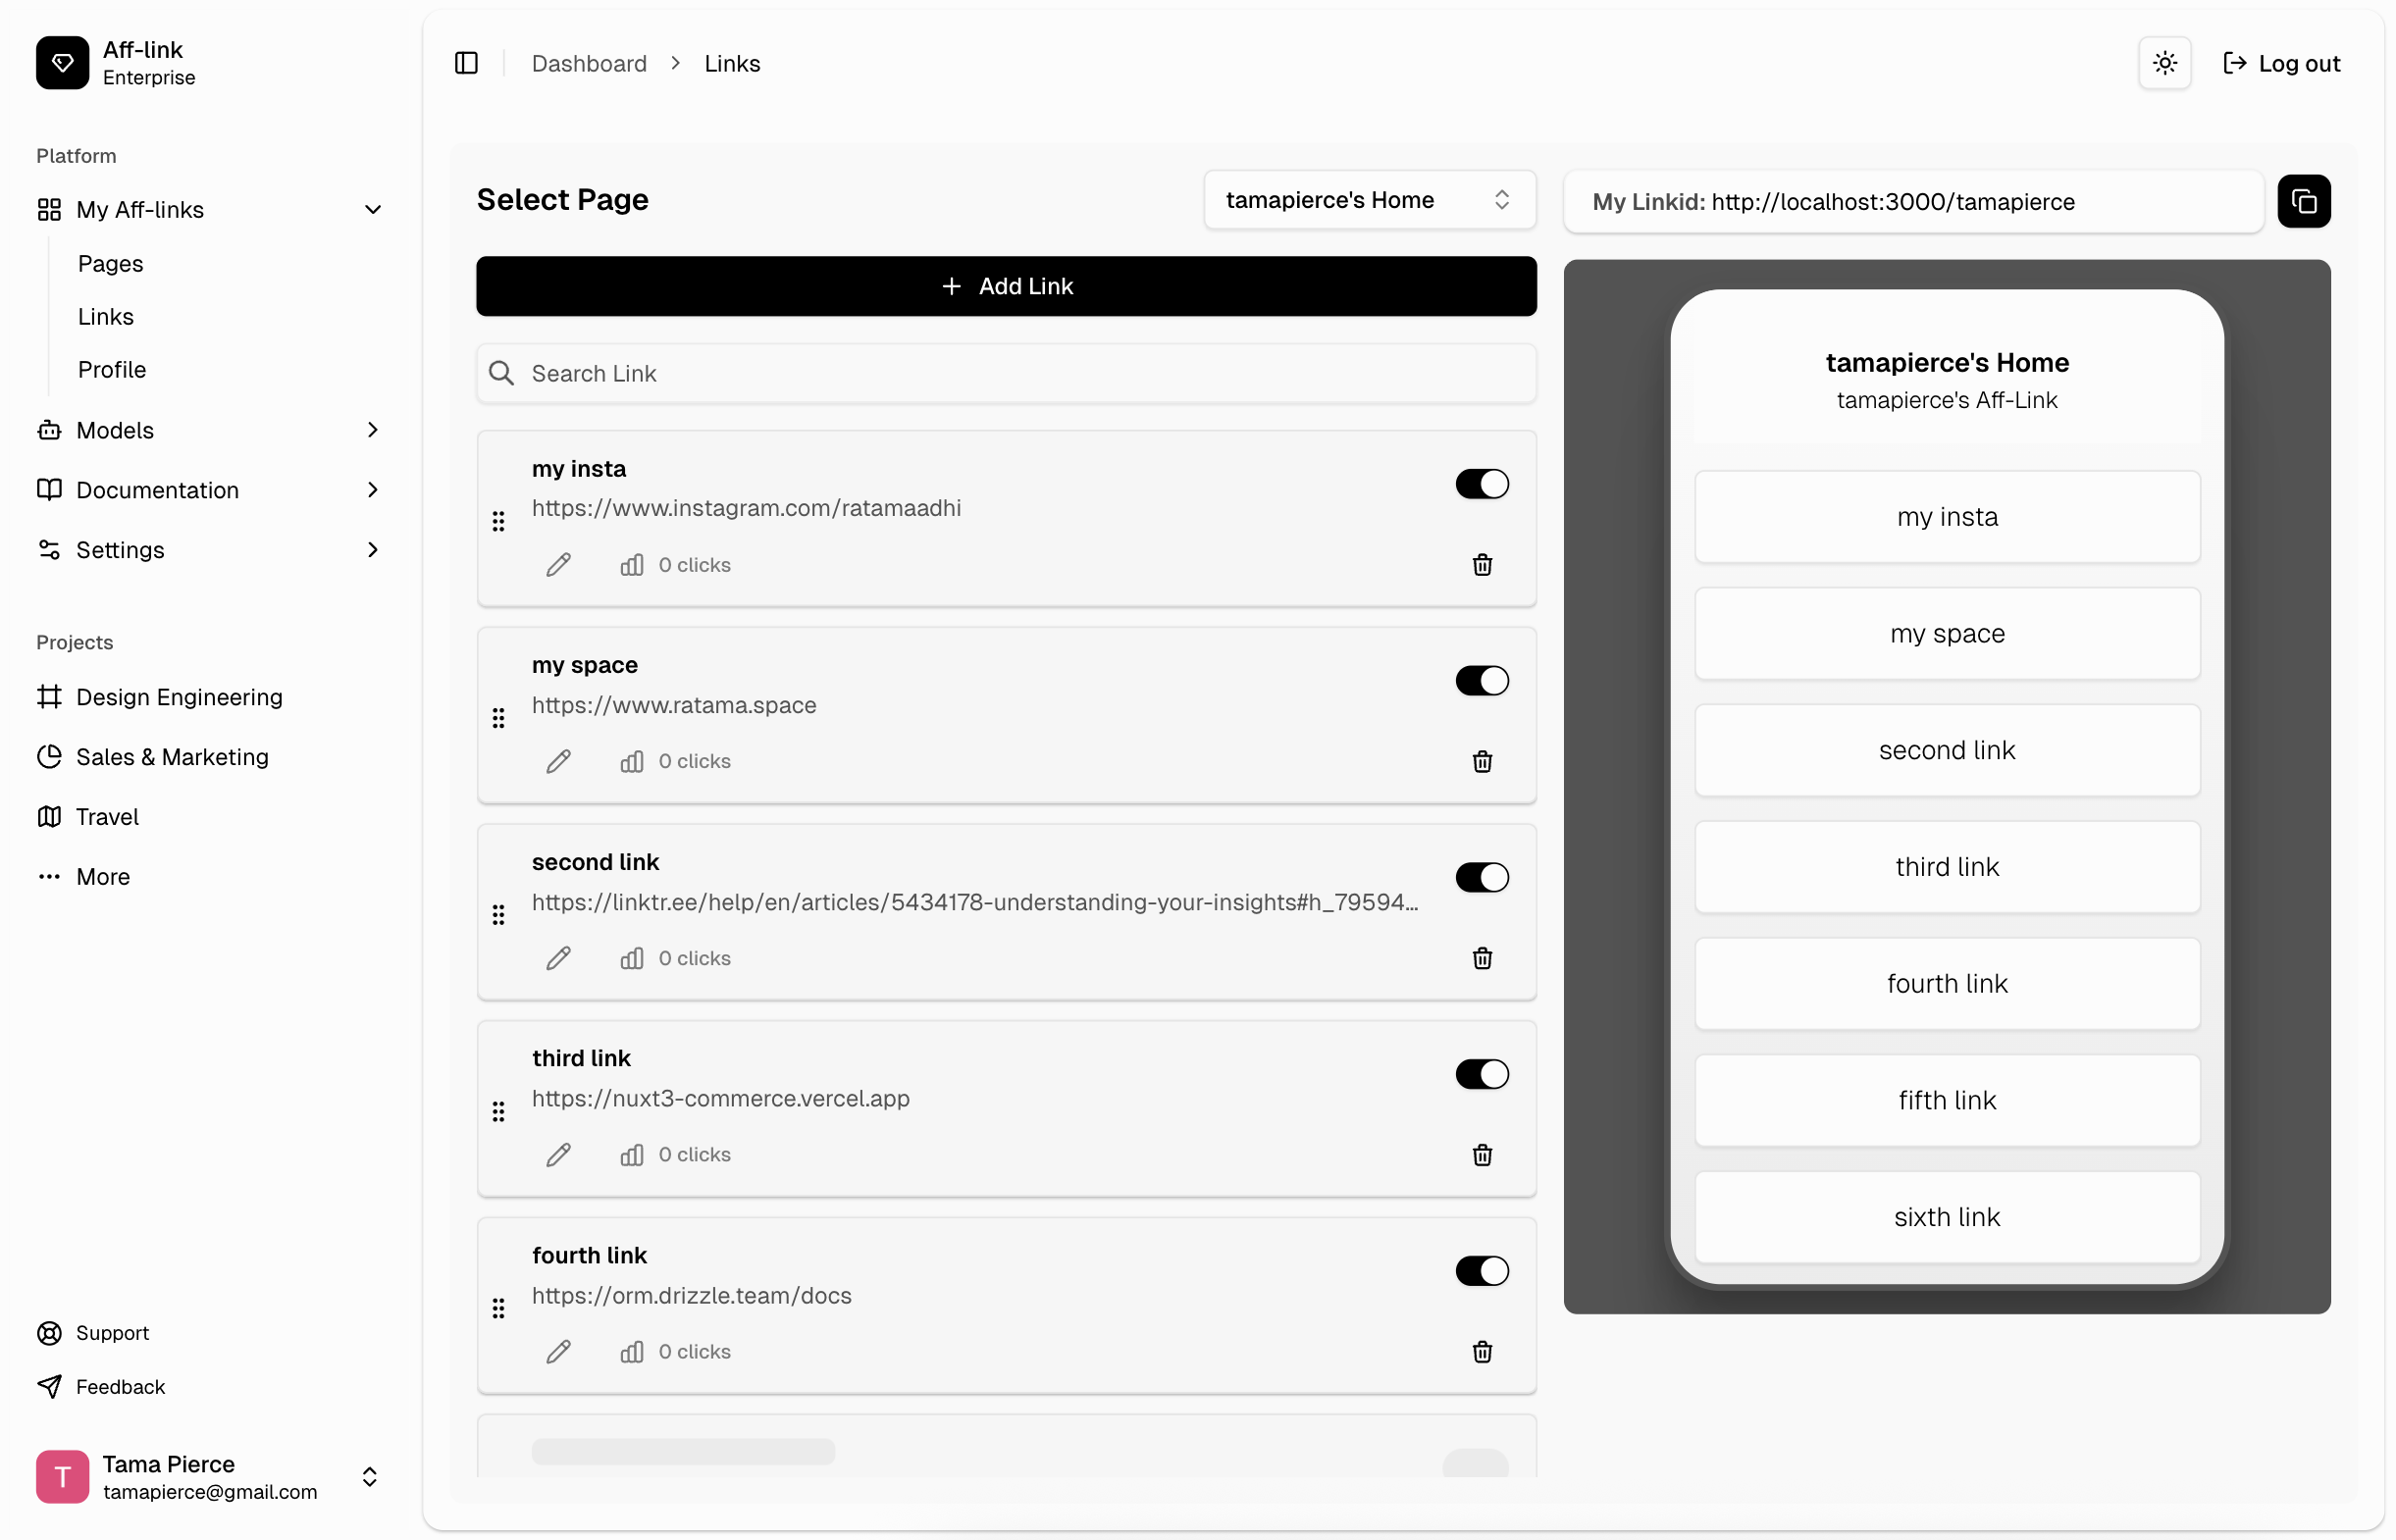 Aff-link
Enterprise
Platform
My Aff-links
Pages
Links
Profile
Models
Documentation
Settings
Projects
Design Engineering
Sales & Marketing
Travel
More
Support
Feedback
T
Tama Pierce
tamapierce@gmail.com
Dashboard > Links
Log out
Select Page
tamapierce's Home
Add Link
Search Link
my insta
https://www.instagram.com/ratamaadhi
0 clicks
my space
https://www.ratama.space
0 clicks
second link
https://linktr.ee/help/en/articles/5434178-understanding-your-insights#h_79594...
0 clicks
third link
https://nuxt3-commerce.vercel.app
0 clicks
fourth link
https://orm.drizzle.team/docs
0 clicks
My Linkid: http://localhost:3000/tamapierce
tamapierce's Home
tamapierce's Aff-Link
my insta
my space
second link
third link
fourth link
fifth link
sixth link